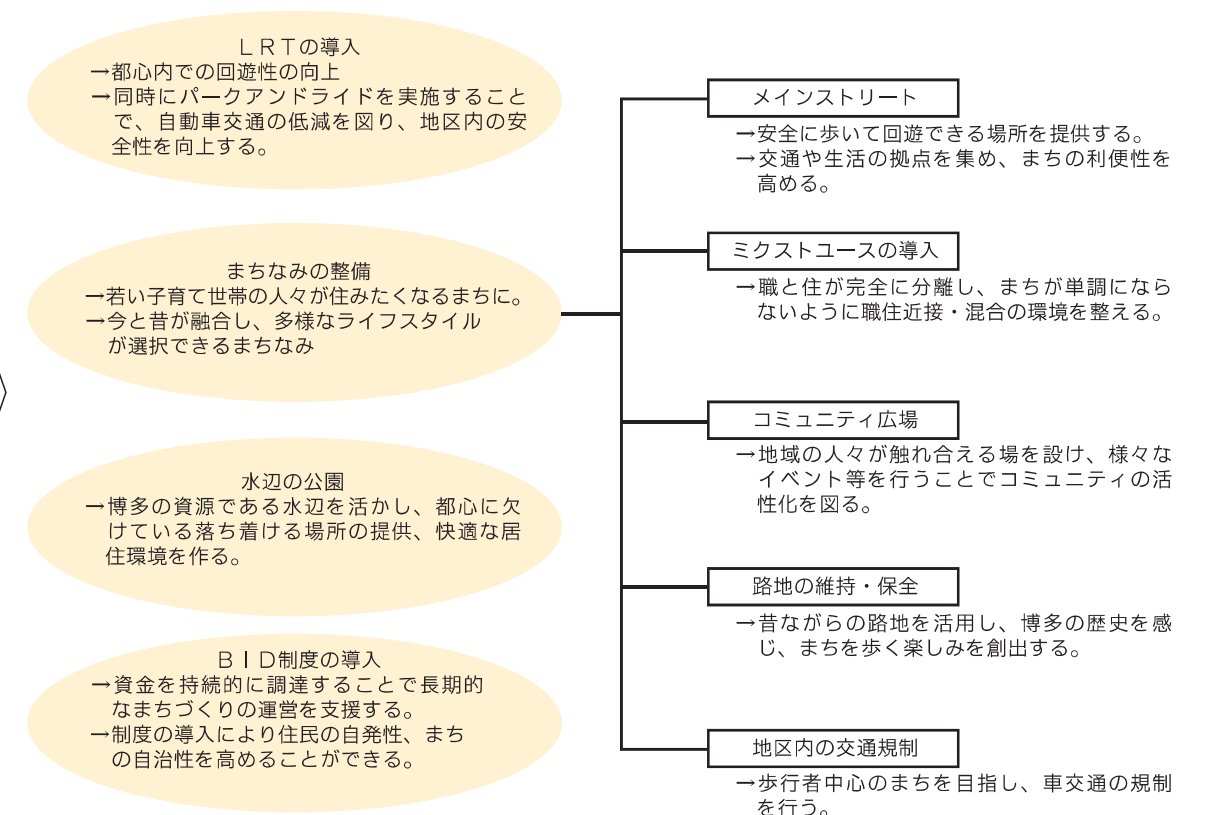 LRTの導入
→都心内での回遊性の向上
→同時にパークアンドライドを実施すること
で、自動車交通の低減を図り、地区内の安
全性を向上する。
まちなみの整備
→若い子育て世帯の人々が住みたくなるまちに。
→今と昔が融合し、多様なライフスタイル
が選択できるまちなみ
水辺の公園
→博多の資源である水辺を活かし、都心に欠
けている落ち着ける場所の提供、快適な居
住環境を作る。
BID制度の導入
→資金を持続的に調達することで長期的
なまちづくりの運営を支援する。
→制度の導入により住民の自発性、まち
の自治性を高めることができる。
メインストリート
→安全に歩いて回遊できる場所を提供する。
→交通や生活の拠点を集め、まちの利便性を
高める。
ミクストユースの導入
→職と住が完全に分離し、まちが単調になら
ないように職住近接・混合の環境を整える。
コミュニティ広場
→地域の人々が触れ合える場を設け、様々な
イベント等を行うことでコミュニティの活
性化を図る。
路地の維持・保全
→昔ながらの路地を活用し、博多の歴史を感
じ、まちを歩く楽しみを創出する。
地区内の交通規制
→歩行者中心のまちを目指し、車交通の規制
を行う。